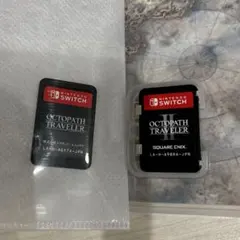 NINTENDO
SWITCH
OCTOPATH
TRAVELER
NINTENDO
SWITCH
OCTOPATH
II
TRAVELER
SQUARE ENIX